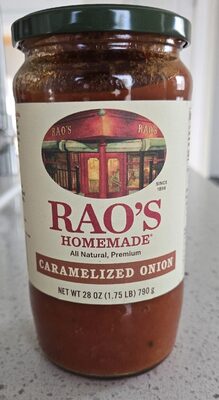 RAO'S RAO'S
SINCE
1896
RAO'S
HOMEMADE®
All Natural, Premium
CARAMELIZED ONION
NET WT 28 OZ (1.75 LB) 790 g